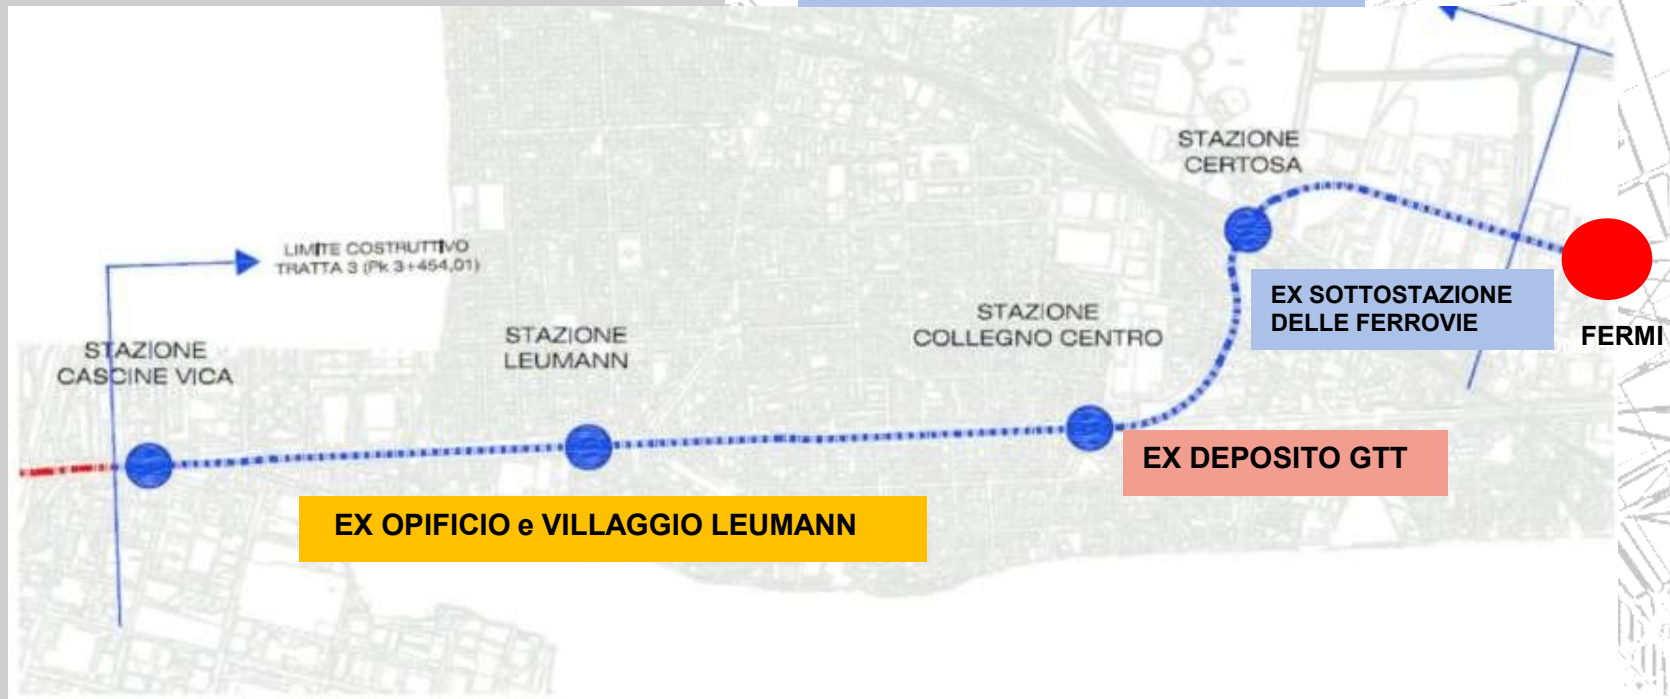 STAZIONE
CERTOSA
LIMITE COSTRUTTIVO
TRATTA 3 (Pk 3+454,01)
EX SOTTOSTAZIONE
DELLE FERROVIE
FERMI
STAZIONE
COLLEGNO CENTRO
STAZIONE
LEUMANN
STAZIONE
CASCINE VICA
EX DEPOSITO GTT
EX OPIFICIO e VILLAGGIO LEUMANN